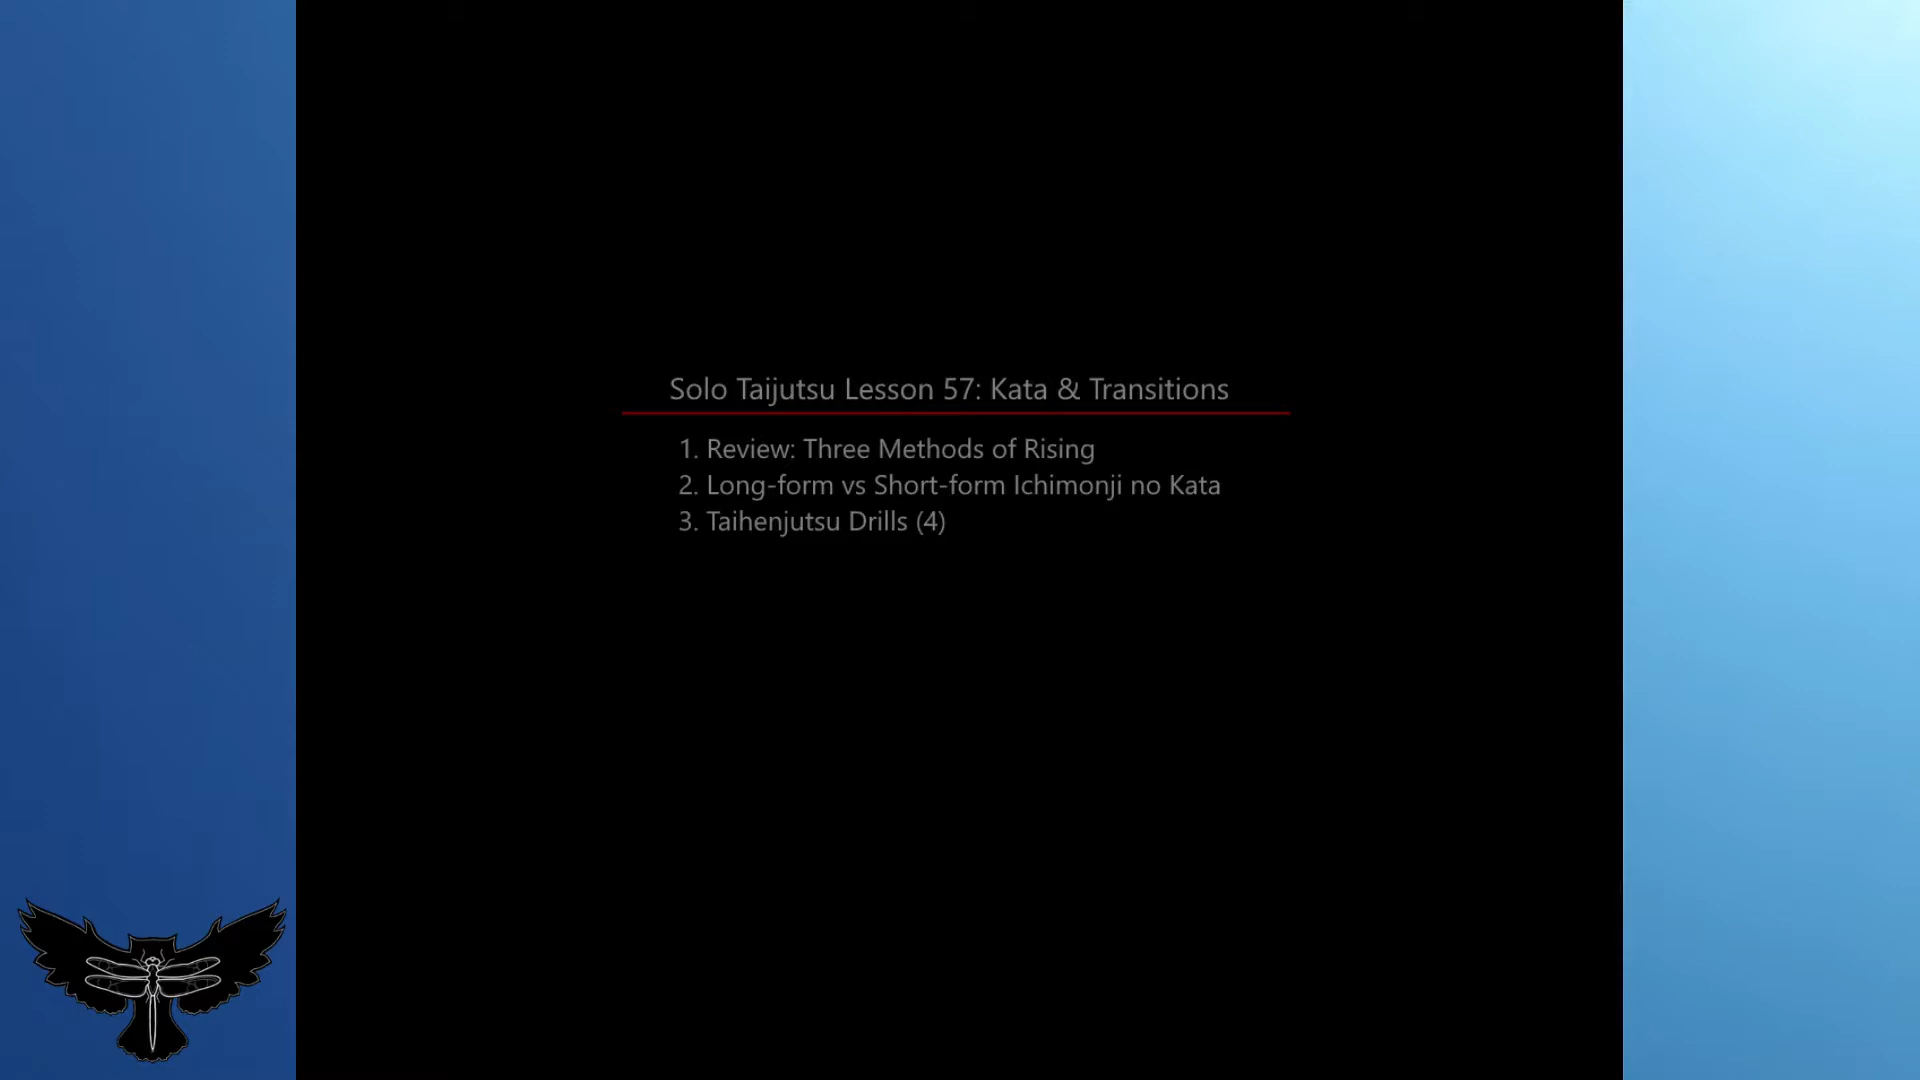 Solo Taijutsu Lesson 57: Kata & Transitions
1. Review: Three Methods of Rising
2. Long-form vs Short-form Ichimonji no Kata
3. Taihenjutsu Drills (4)